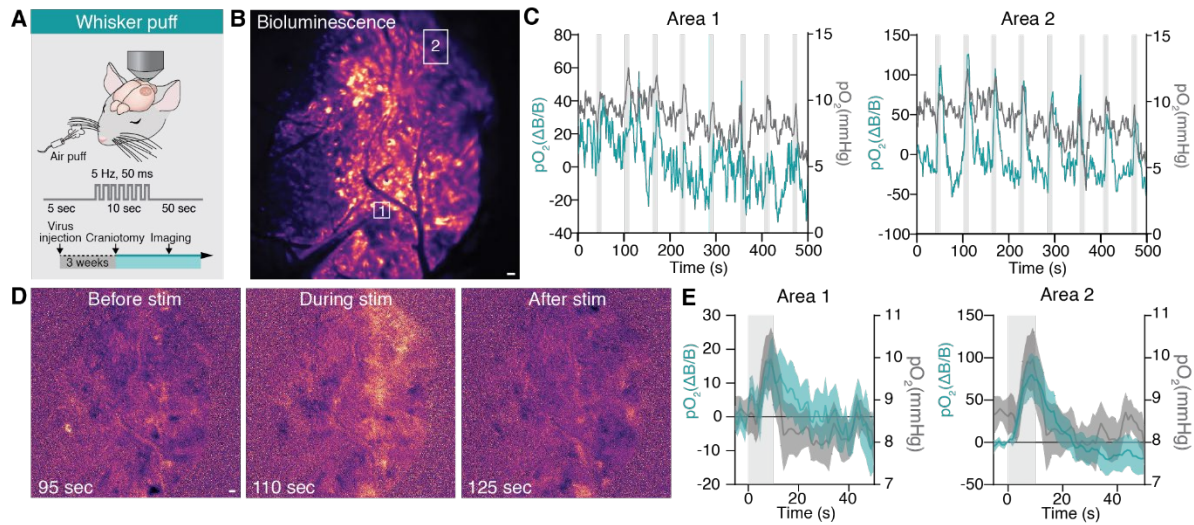 A
Whisker puff
Air puff
5 Hz, 50 ms
5 sec
10 sec
50 sec
Virus
injection
Craniotomy
Imaging
3 weeks
B
Bioluminescence
2
1
C
Area 1
80
60
40
20
0
-20
-40
pO2(ΔB/B)
15
10
5
0
pO2(mmHg)
0 100 200 300 400 500
Time (s)
Area 2
150
100
50
0
-50
-100
pO2(ΔB/B)
15
10
5
0
pO2(mmHg)
0 100 200 300 400 500
Time (s)
D
Before stim
95 sec
During stim
110 sec
After stim
125 sec
E
Area 1
30
20
10
0
-10
-20
pO2(ΔB/B)
11
10
9
8
7
pO2(mmHg)
0 20 40
Time (s)
Area 2
150
100
50
0
-50
pO2(ΔB/B)
11
10
9
8
7
pO2(mmHg)
0 20 40
Time (s)